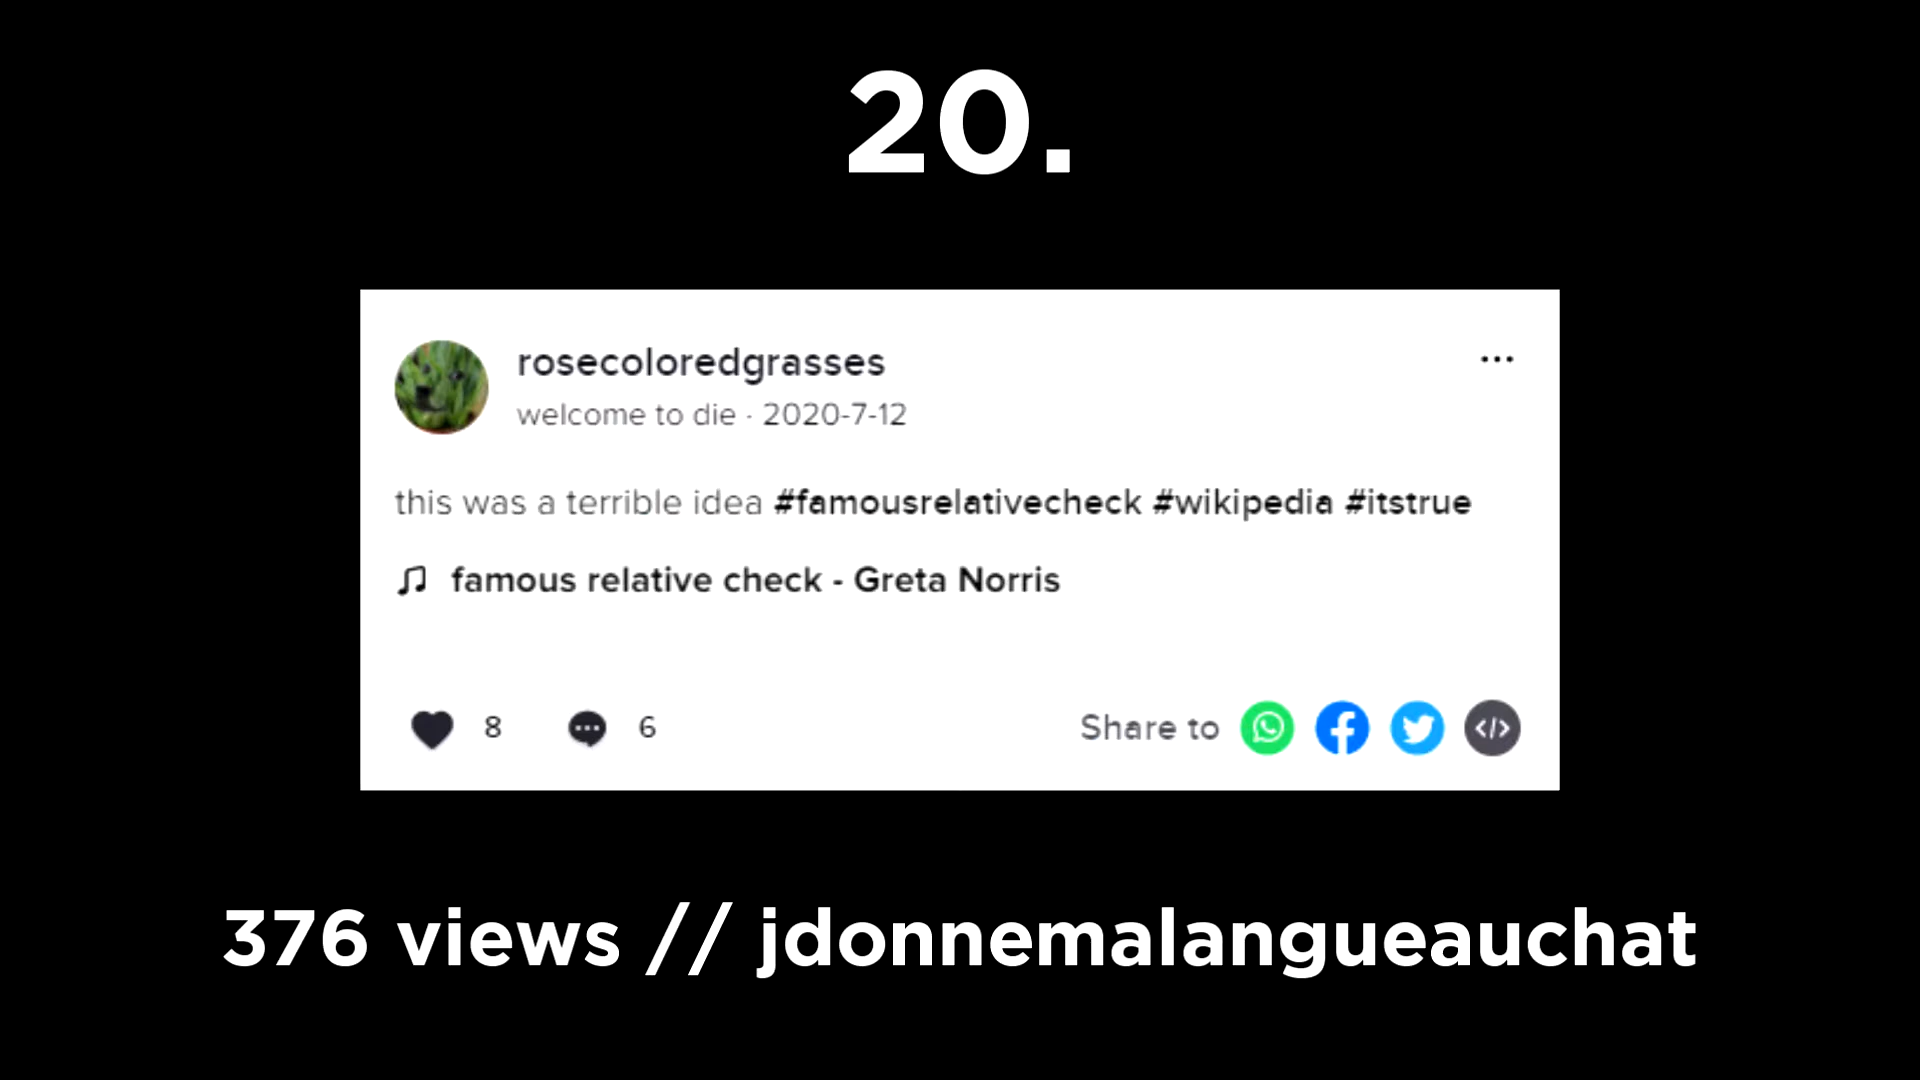 20.
rosecoloredgrasses
welcome to die · 2020-7-12
this was a terrible idea #famousrelativecheck #wikipedia #itstrue
famous relative check - Greta Norris
8 6 Share to
376 views // jdonnemalangueauchat